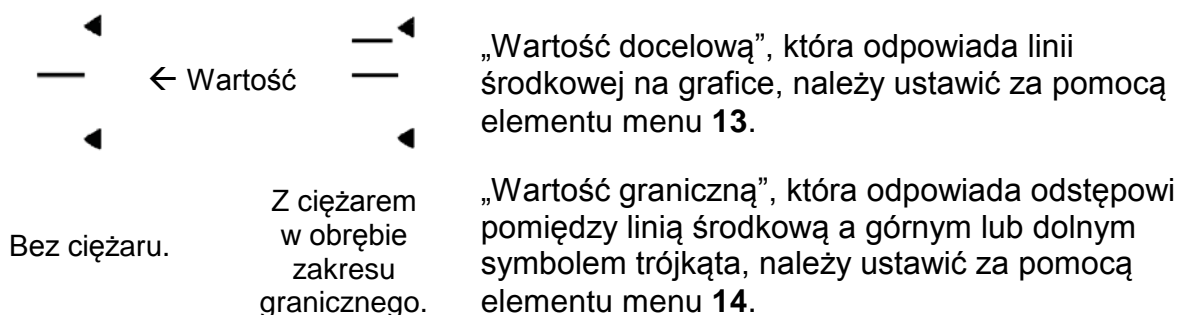 ← Wartość
Bez ciężaru.
Z ciężarem
w obrębie
zakresu
granicznego.
„Wartość docelową”, która odpowiada linii
środkowej na grafice, należy ustawić za pomocą
elementu menu 13.
„Wartość graniczną”, która odpowiada odstępowi
pomiędzy linią środkową a górnym lub dolnym
symbolem trójkąta, należy ustawić za pomocą
elementu menu 14.